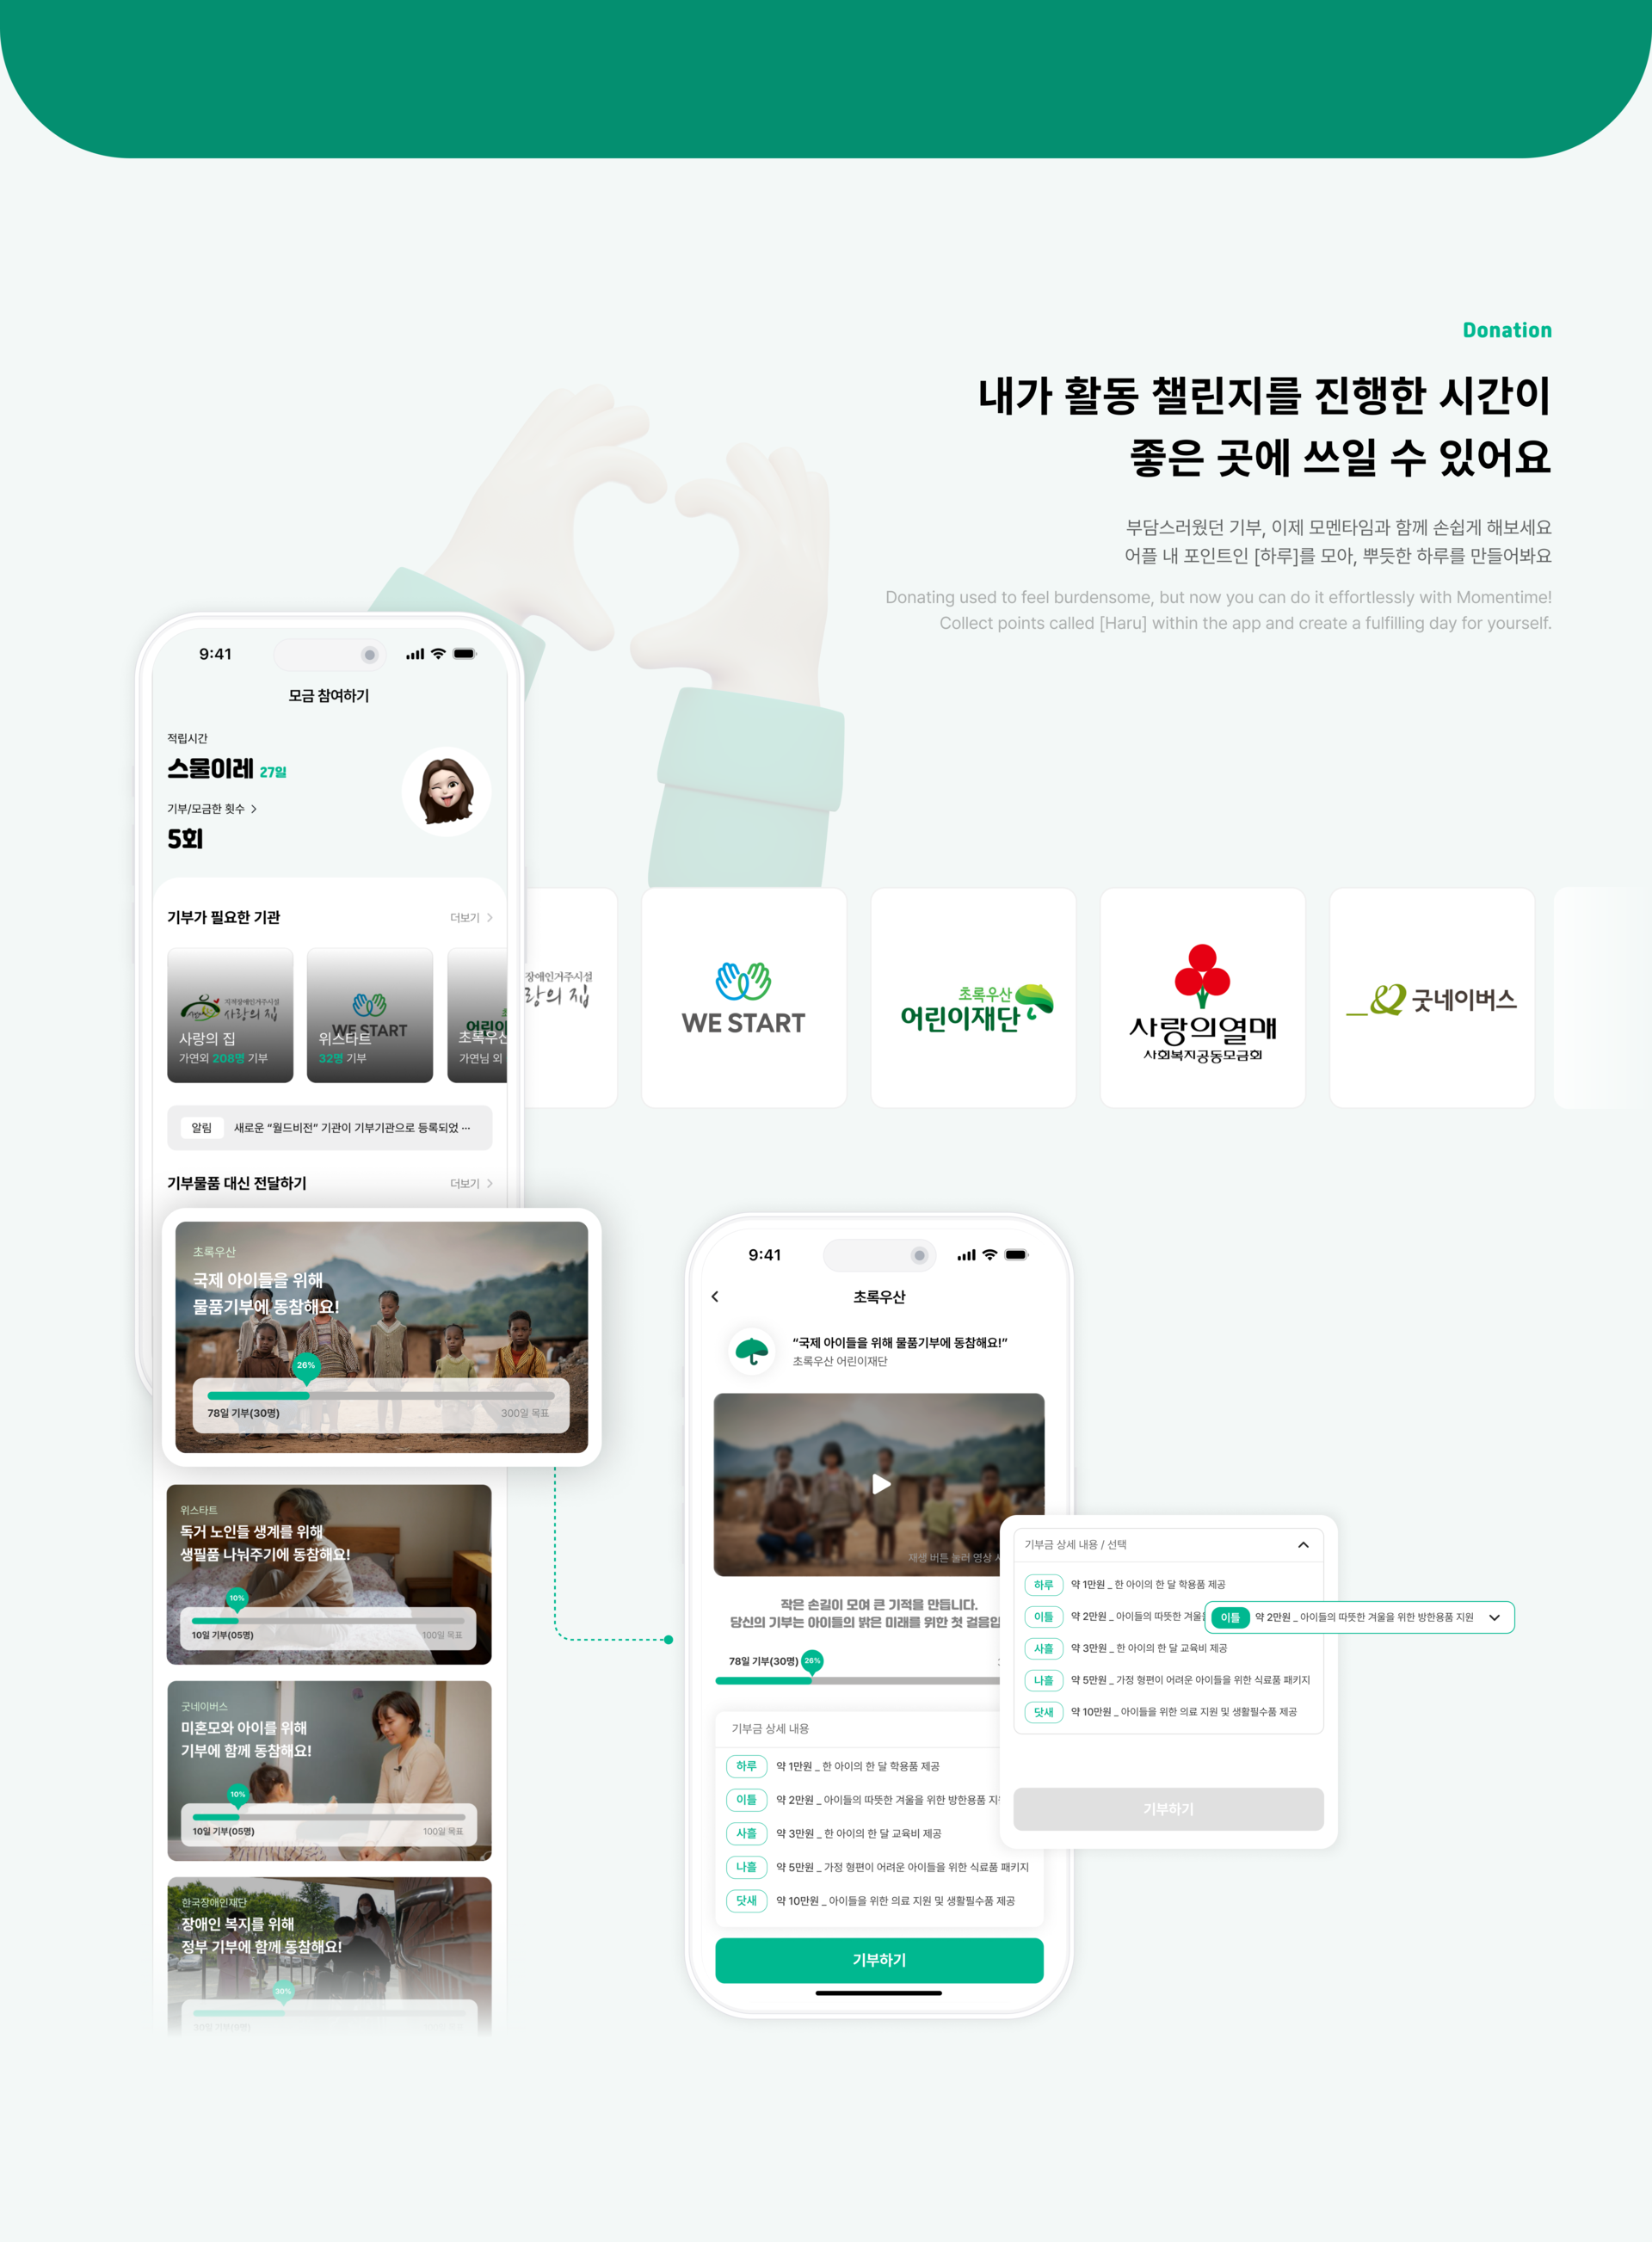 Donation
내가 활동 챌린지를 진행한 시간이
좋은 곳에 쓰일 수 있어요
부담스러웠던 기부, 이제 모멘타임과 함께 손쉽게 해보세요
어플 내 포인트인 [하루]를 모아, 뿌듯한 하루를 만들어봐요
Donating used to feel burdensome, but now you can do it effortlessly with Momentime!
Collect points called [Haru] within the app and create a fulfilling day for yourself.
9:41
모금 참여하기
적립시간
스물이레 27일
기부/모금한 횟수
5회
기부가 필요한 기관
더보기
지적장애인거주시설
사랑의 집
사랑의 집
가연외 208명 기부
WE START
위스타트
32명 기부
어린이
초록우산
가연님 외
장애인거주시설
랑의 집
WE START
초록우산
어린이재단
사랑의열매
사회복지공동모금회
굿네이버스
알림
새로운 “월드비전” 기관이 기부기관으로 등록되었 ···
기부물품 대신 전달하기
더보기
초록우산
국제 아이들을 위해
물품기부에 동참해요!
26%
78일 기부(30명)
300일 목표
위스타트
독거 노인들 생계를 위해
생필품 나눠주기에 동참해요!
10%
10일 기부(05명)
100일 목표
굿네이버스
미혼모와 아이를 위해
기부에 함께 동참해요!
10%
10일 기부(05명)
100일 목표
한국장애인재단
장애인 복지를 위해
정부 기부에 함께 동참해요!
30%
9:41
초록우산
“국제 아이들을 위해 물품기부에 동참해요!”
초록우산 어린이재단
재생 버튼 눌러 영상
작은 손길이 모여 큰 기적을 만듭니다.
당신의 기부는 아이들의 밝은 미래를 위한 첫 걸음입
78일 기부(30명)
26%
기부금 상세 내용
하루 약 1만원 _ 한 아이의 한 달 학용품 제공
이틀 약 2만원 _ 아이들의 따뜻한 겨울을 위한 방한용품 지
사흘 약 3만원 _ 한 아이의 한 달 교육비 제공
나흘 약 5만원 _ 가정 형편이 어려운 아이들을 위한 식료품 패키지
닷새 약 10만원 _ 아이들을 위한 의료 지원 및 생활필수품 제공
기부하기
기부금 상세 내용 / 선택
하루 약 1만원 _ 한 아이의 한 달 학용품 제공
이틀 약 2만원 _ 아이들의 따뜻한 겨울
이틀 약 2만원 _ 아이들의 따뜻한 겨울을 위한 방한용품 지원
사흘 약 3만원 _ 한 아이의 한 달 교육비 제공
나흘 약 5만원 _ 가정 형편이 어려운 아이들을 위한 식료품 패키지
닷새 약 10만원 _ 아이들을 위한 의료 지원 및 생활필수품 제공
기부하기